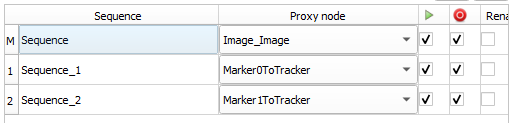 Sequence Proxy node Rena
M Sequence Image_Image
1 Sequence_1 Marker0ToTracker
2 Sequence_2 Marker1ToTracker